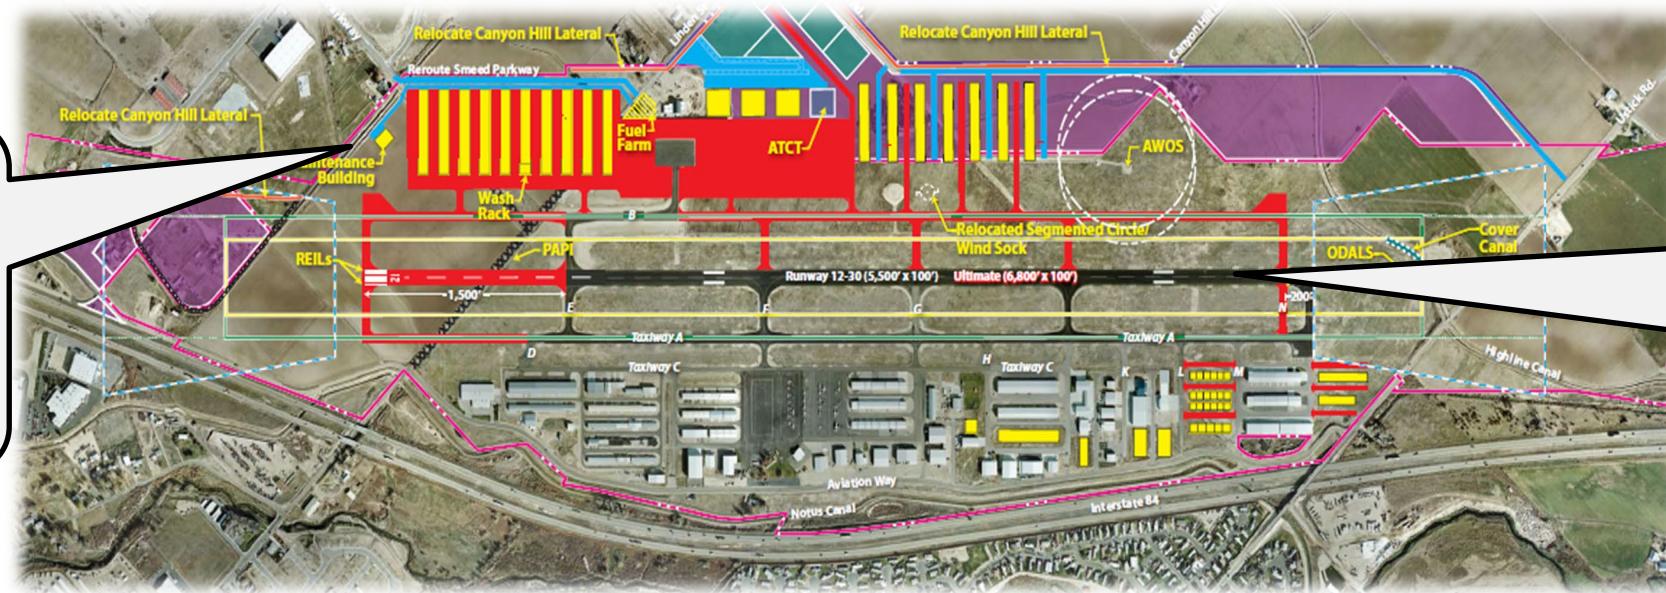 Relocate Canyon Hill Lateral
Relocate Canyon Hill Lateral
Canyon Hill
Reroute Smeed Parkway
Relocate Canyon Hill Lateral
Fuel
Farm
ATCT
AWOS
Building
Wash
Rack
B
Relocated Segmented Circle/
Wind Sock
Cover
Canal
PAPI
REILs
ODALS
12
Runway 12-30 (5,500' x 100') Ultimate (6,800' x 100')
1,500'
200'
E
F
G
N
Taxiway A
Taxiway A
D
H
Taxiway C
Taxiway C
K
L
M
Highline Canal
Aviation Way
Notus Canal
Interstate 84